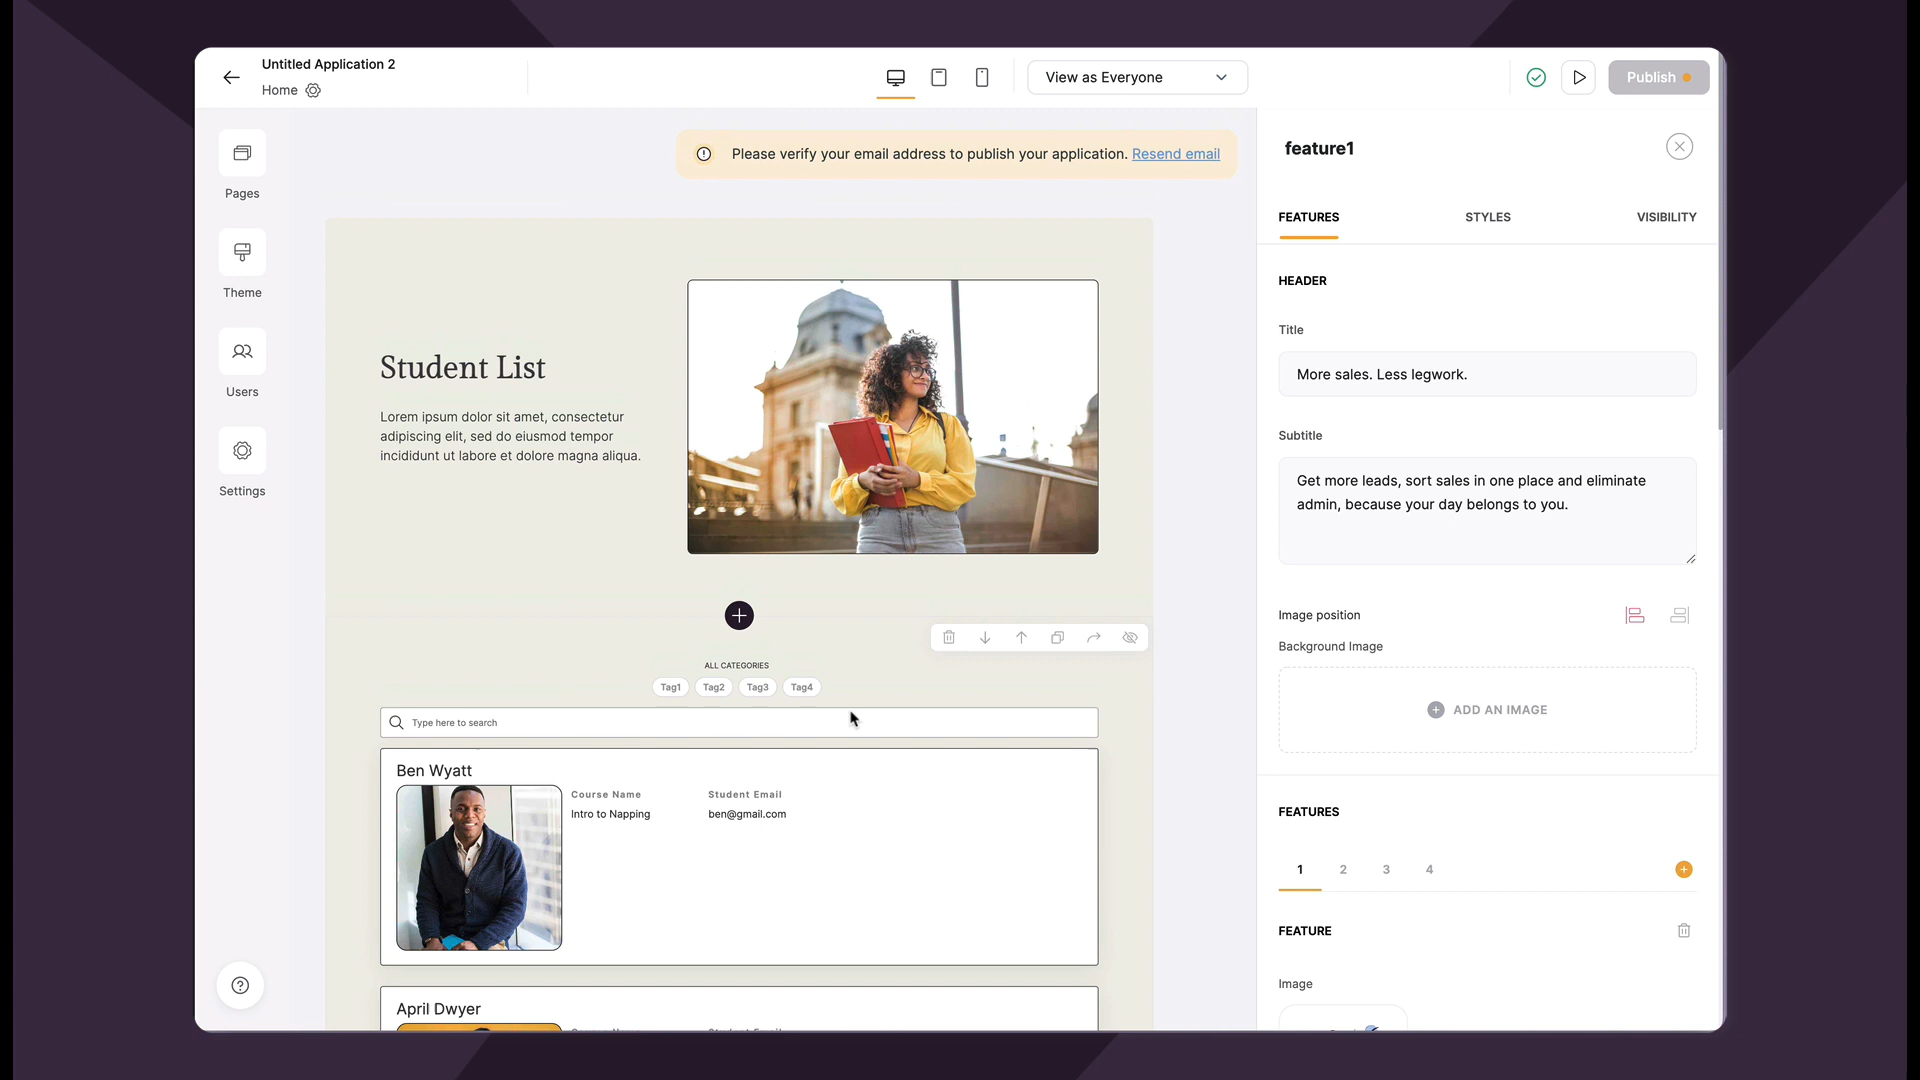 Untitled Application 2
Home
View as Everyone
Publish
Pages
Theme
Users
Settings
Please verify your email address to publish your application. Resend email
Student List
Lorem ipsum dolor sit amet, consectetur
adipiscing elit, sed do eiusmod tempor
incididunt ut labore et dolore magna aliqua.
ALL CATEGORIES
Tag1 Tag2 Tag3 Tag4
Type here to search
Ben Wyatt
Course Name Student Email
Intro to Napping ben@gmail.com
April Dwyer
feature1
FEATURES STYLES VISIBILITY
HEADER
Title
More sales. Less legwork.
Subtitle
Get more leads, sort sales in one place and eliminate
admin, because your day belongs to you.
Image position
Background Image
ADD AN IMAGE
FEATURES
1 2 3 4
FEATURE
Image